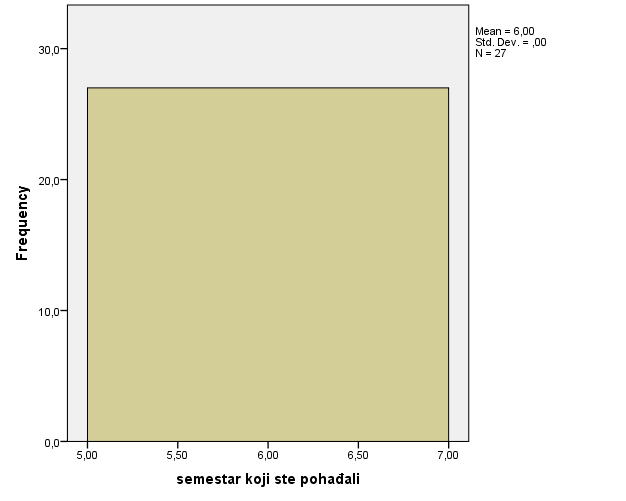 Mean = 6,00
Std. Dev. = ,00
N = 27
30,0
20,0
10,0
0,0
Frequency
5,00 5,50 6,00 6,50 7,00
semestar koji ste pohađali